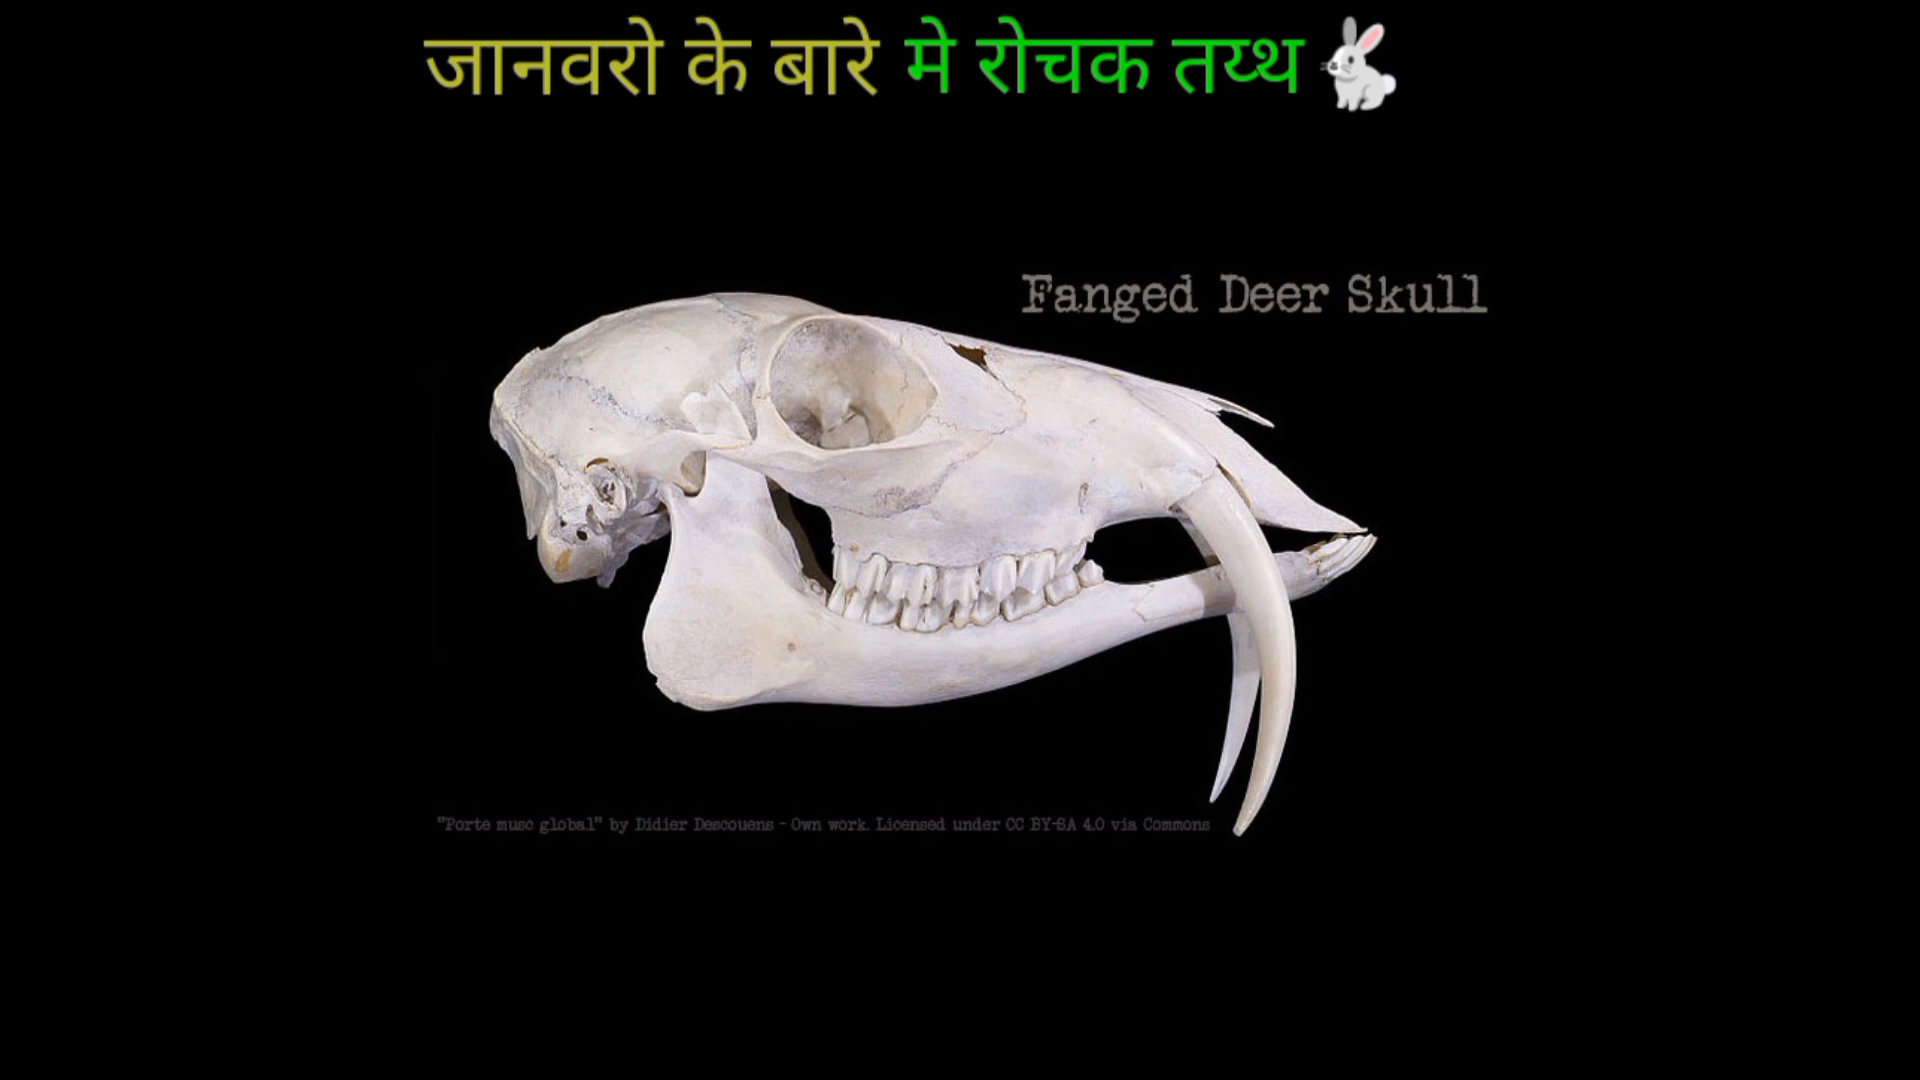 जानवरो के बारे मे रोचक तय्थ🐇
Fanged Deer Skull
"Porte musc global" by Didier Descouens - Own work. Licensed under CC BY-SA 4.0 via Commons